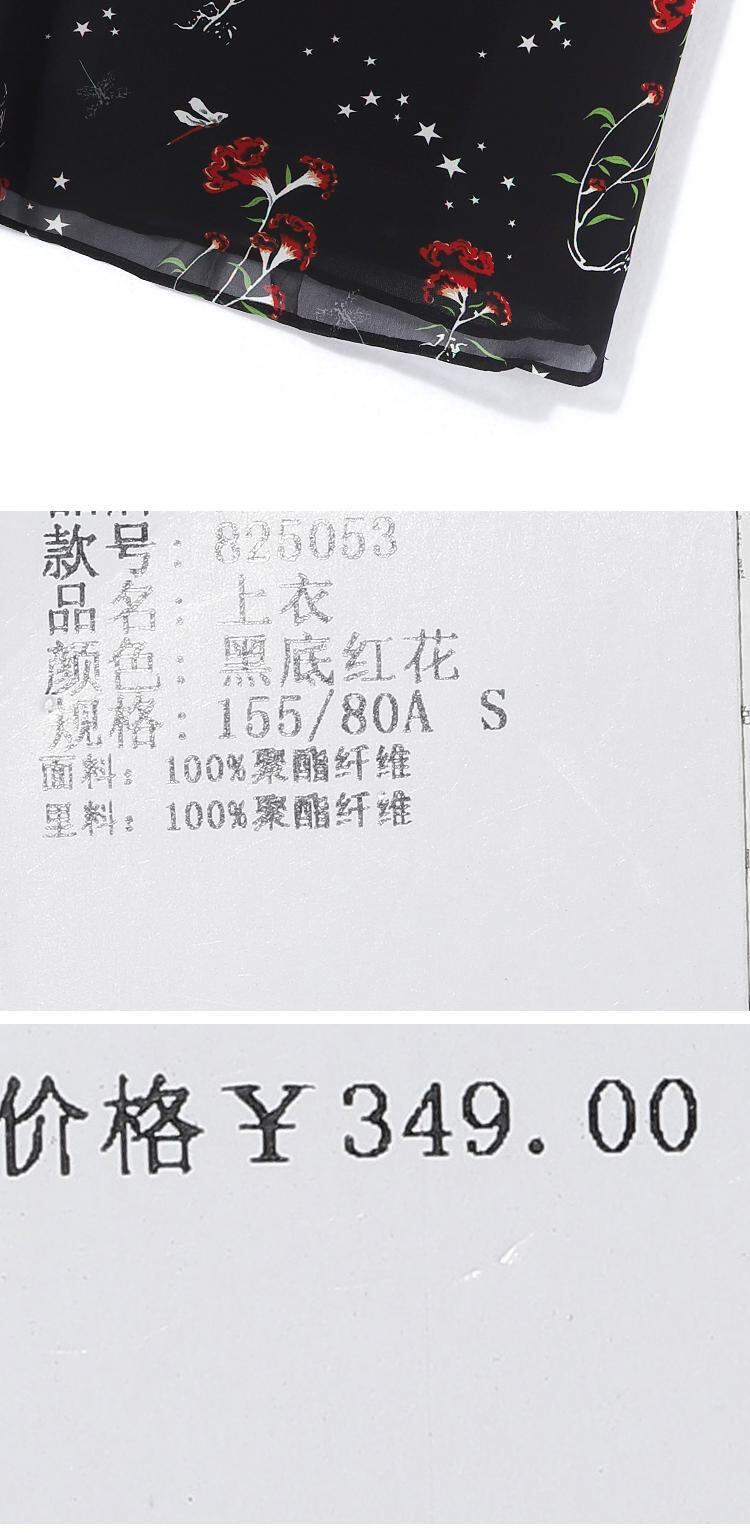 款号：825053
品名：上衣
颜色：黑底红花
规格：155/80A S
面料：100%聚酯纤维
里料：100%聚酯纤维
价格¥349.00